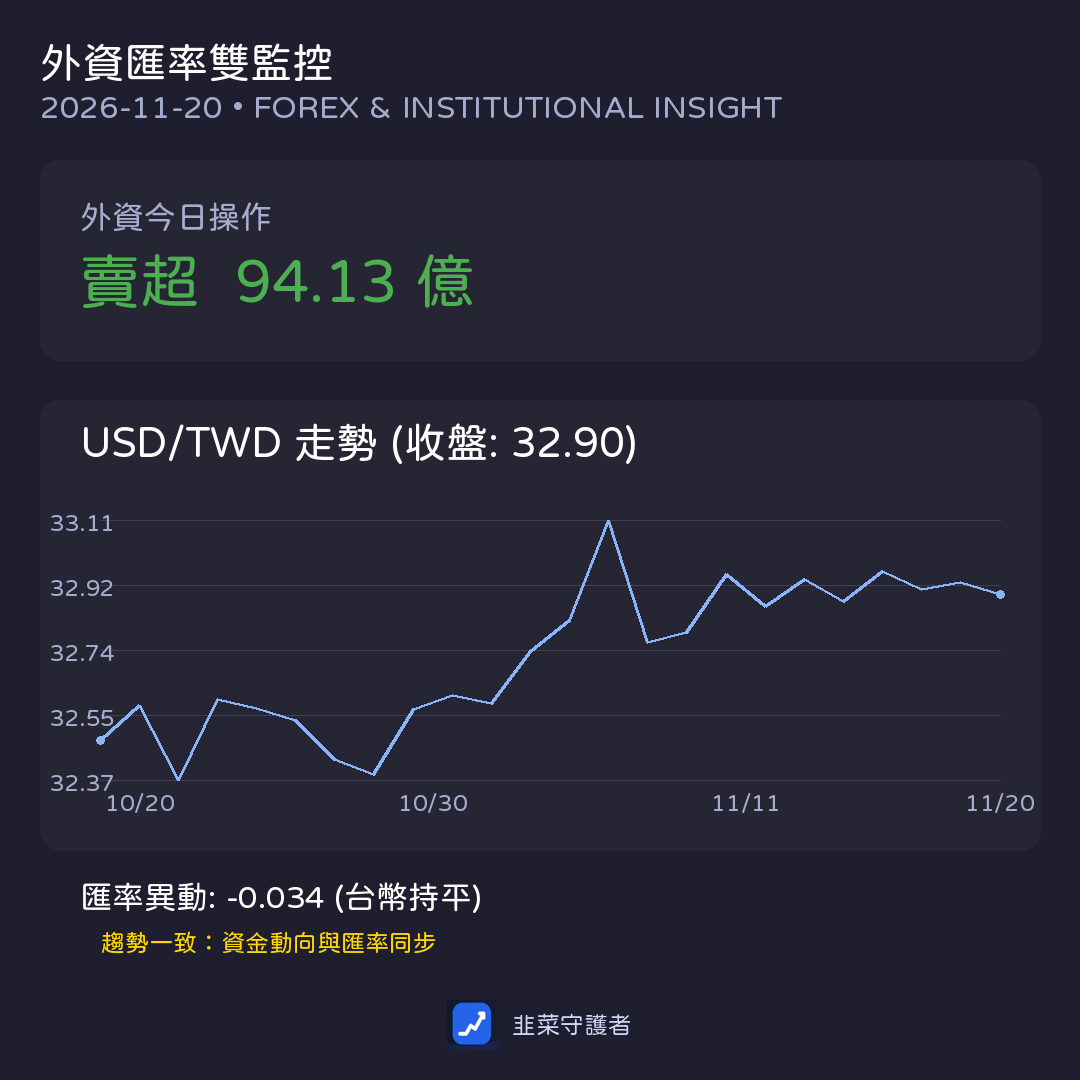 外資匯率雙監控
2026-11-20 • FOREX & INSTITUTIONAL INSIGHT
外資今日操作
賣超 94.13 億
USD/TWD 走勢 (收盤: 32.90)
33.11
32.92
32.74
32.55
32.37
10/20 10/30 11/11 11/20
匯率異動: -0.034 (台幣持平)
趨勢一致：資金動向與匯率同步
韭菜守護者